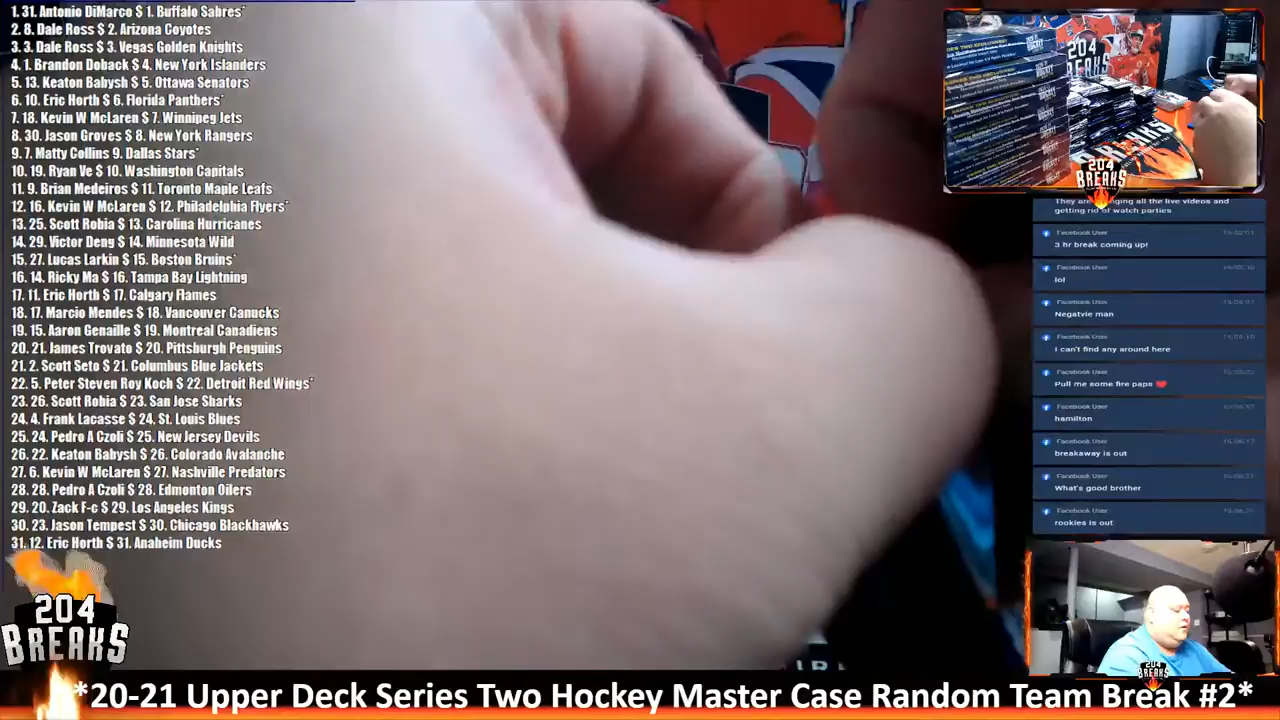 1. 31. Antonio DiMarco $ 1. Buffalo Sabres*
2. 8. Dale Ross $ 2. Arizona Coyotes
3. 3. Dale Ross $ 3. Vegas Golden Knights
4. 1. Brandon Doback $ 4. New York Islanders
5. 13. Keaton Babysh $ 5. Ottawa Senators
6. 10. Eric Horth $ 6. Florida Panthers*
7. 18. Kevin W McLaren $ 7. Winnipeg Jets
8. 30. Jason Groves $ 8. New York Rangers
9. 7. Matty Collins 9. Dallas Stars*
10. 19. Ryan Ve $ 10. Washington Capitals
11. 9. Brian Medeiros $ 11. Toronto Maple Leafs
12. 16. Kevin W McLaren $ 12. Philadelphia Flyers*
13. 25. Scott Robia $ 13. Carolina Hurricanes
14. 29. Victor Deng $ 14. Minnesota Wild
15. 27. Lucas Larkin $ 15. Boston Bruins*
16. 14. Ricky Ma $ 16. Tampa Bay Lightning
17. 11. Eric Horth $ 17. Calgary Flames
18. 17. Marcio Mendes $ 18. Vancouver Canucks
19. 15. Aaron Genaille $ 19. Montreal Canadiens
20. 21. James Trovato $ 20. Pittsburgh Penguins
21. 2. Scott Seto $ 21. Columbus Blue Jackets
22. 5. Peter Steven Roy Koch $ 22. Detroit Red Wings*
23. 26. Scott Robia $ 23. San Jose Sharks
24. 4. Frank Lacasse $ 24. St. Louis Blues
25. 24. Pedro A Czoli $ 25. New Jersey Devils
26. 22. Keaton Babysh $ 26. Colorado Avalanche
27. 6. Kevin W McLaren $ 27. Nashville Predators
28. 28. Pedro A Czoli $ 28. Edmonton Oilers
29. 20. Zack F-c $ 29. Los Angeles Kings
30. 23. Jason Tempest $ 30. Chicago Blackhawks
31. 12. Eric Horth $ 31. Anaheim Ducks
204
BREAKS
204
BREAKS
getting rid of watch parties
Facebook User
3 hr break coming up!
Facebook User
lol
Facebook User
Negatvie man
Facebook User
I can't find any around here
Facebook User
Pull me some fire paps ❤
Facebook User
hamilton
Facebook User
breakaway is out
Facebook User
What's good brother
Facebook User
rookies is out
204
BREAKS
*20-21 Upper Deck Series Two Hockey Master Case Random Team Break #2*